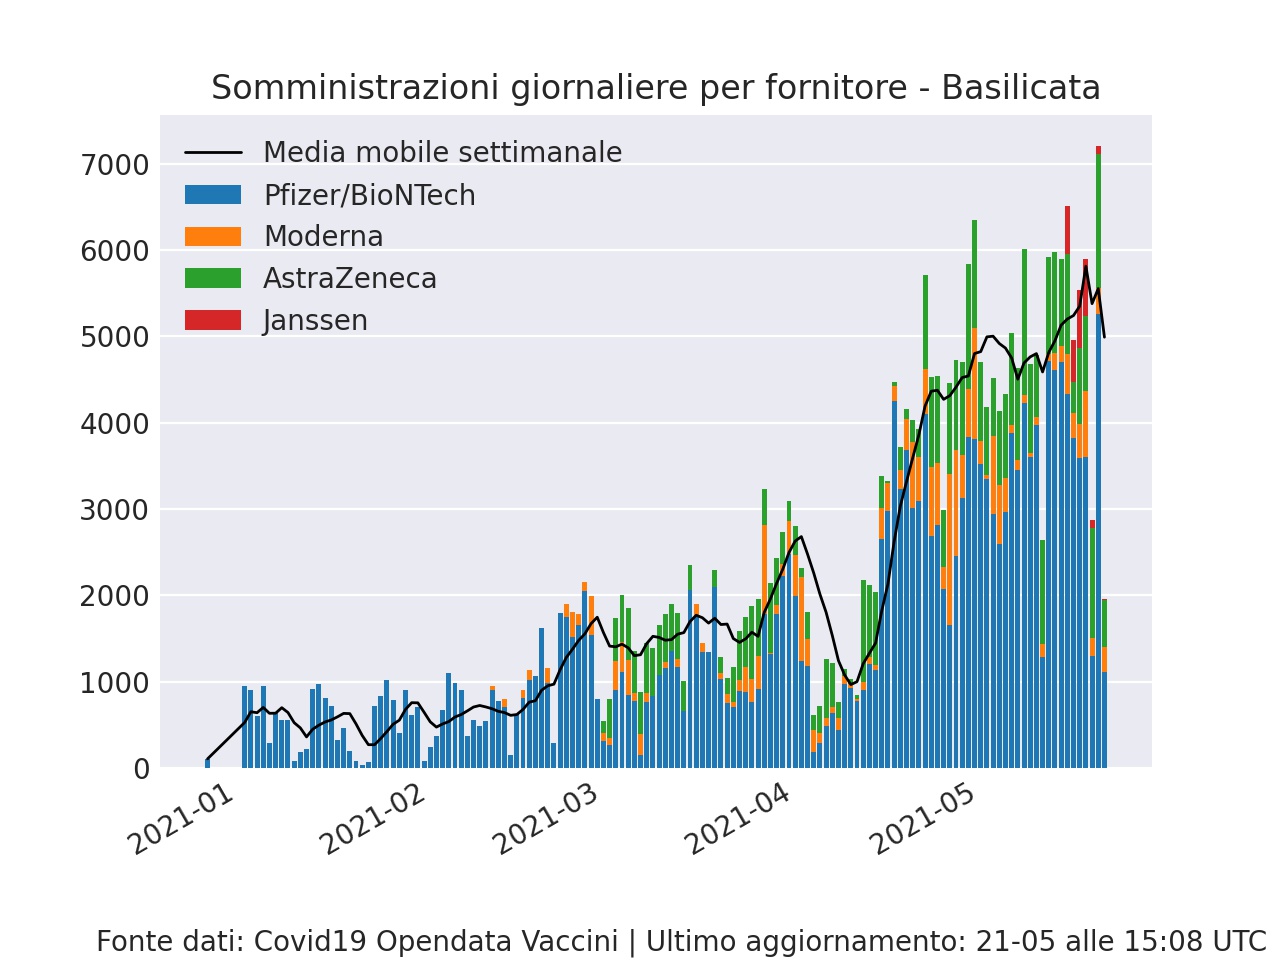 Somministrazioni giornaliere per fornitore - Basilicata
Media mobile settimanale
Pfizer/BioNTech
Moderna
AstraZeneca
Janssen
7000
6000
5000
4000
3000
2000
1000
0
2021-01
2021-02
2021-03
2021-04
2021-05
Fonte dati: Covid19 Opendata Vaccini | Ultimo aggiornamento: 21-05 alle 15:08 UTC